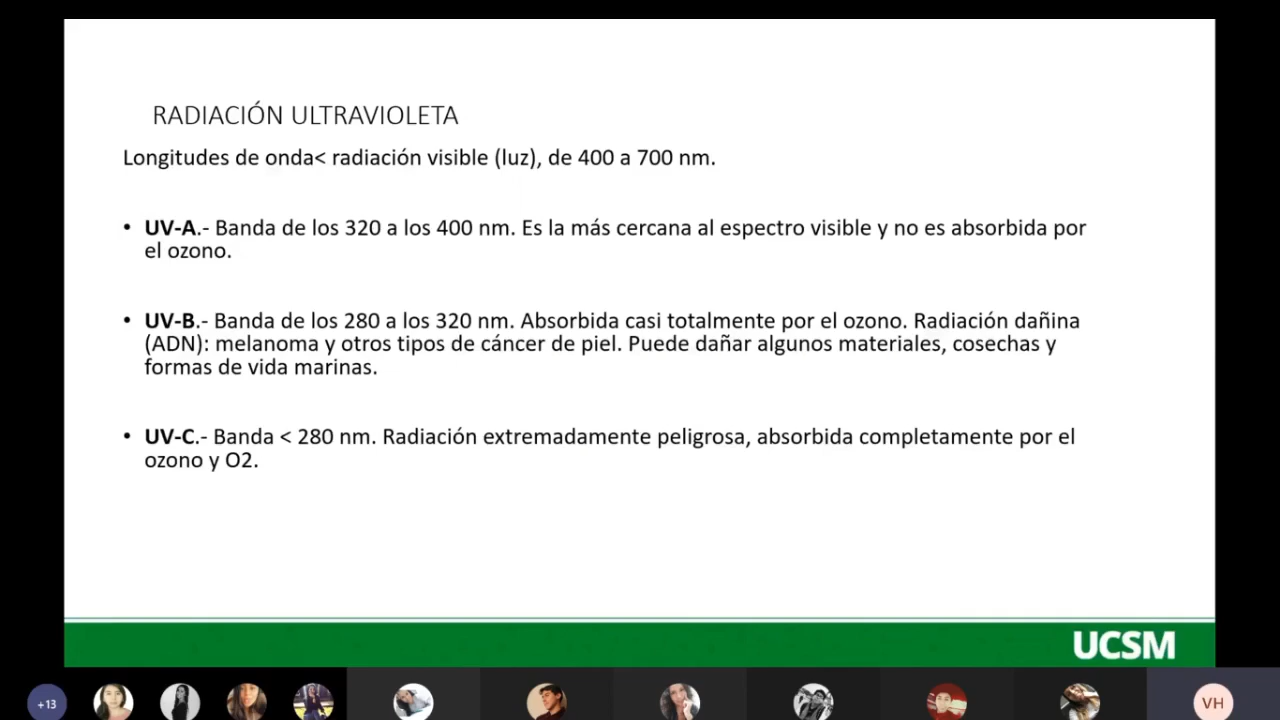 RADIACIÓN ULTRAVIOLETA
Longitudes de onda< radiación visible (luz), de 400 a 700 nm.
• UV-A.- Banda de los 320 a los 400 nm. Es la más cercana al espectro visible y no es absorbida por
el ozono.
• UV-B.- Banda de los 280 a los 320 nm. Absorbida casi totalmente por el ozono. Radiación dañina
(ADN): melanoma y otros tipos de cáncer de piel. Puede dañar algunos materiales, cosechas y
formas de vida marinas.
• UV-C.- Banda < 280 nm. Radiación extremadamente peligrosa, absorbida completamente por el
ozono y O2.
UCSM
+13
VH